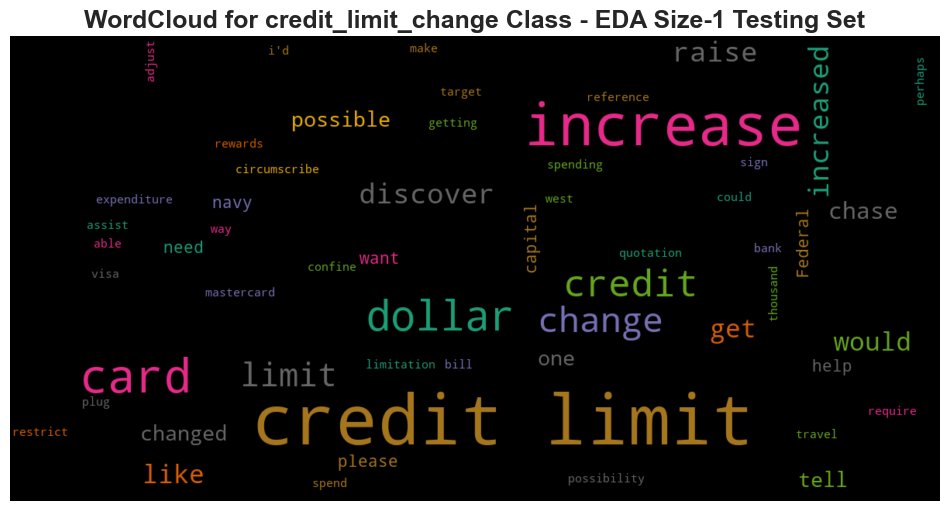 WordCloud for credit_limit_change Class - EDA Size-1 Testing Set
adjust
i'd
make
raise
increased
perhaps
target
reference
possible
getting
increase
rewards
circumscribe
spending
sign
discover
expenditure
navy
west
could
chase
assist
way
capital
Federal
able
need
want
quotation
bank
visa
confine
mastercard
credit
thousand
dollar
change
get
would
card
limit
limitation
bill
one
help
plug
credit limit
require
restrict
changed
please
travel
like
spend
possibility
tell